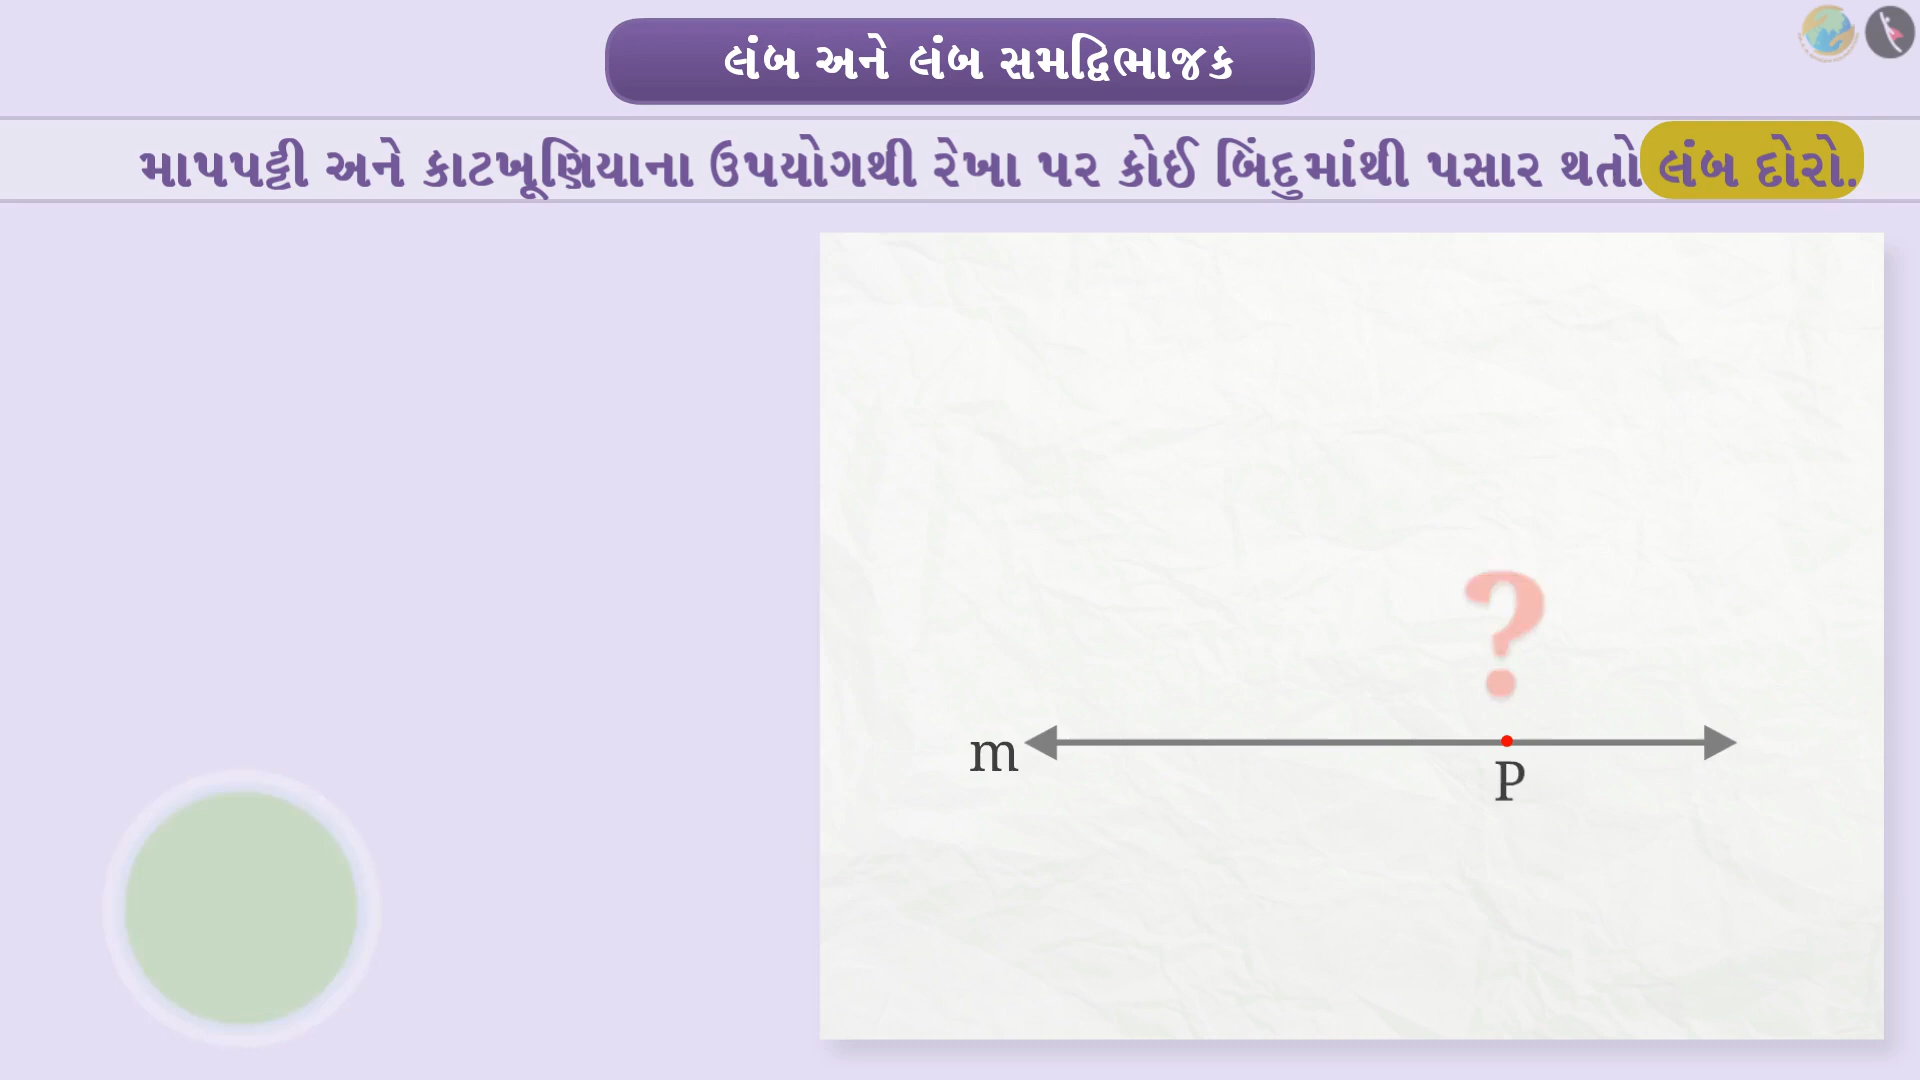 લંબ અને લંબ સમદ્વિભાજક
માપપટ્ટી અને કાટખૂણિયાના ઉપયોગથી રેખા પર કોઈ બિંદુમાંથી પસાર થતો લંબ દોરો.
?
m
P